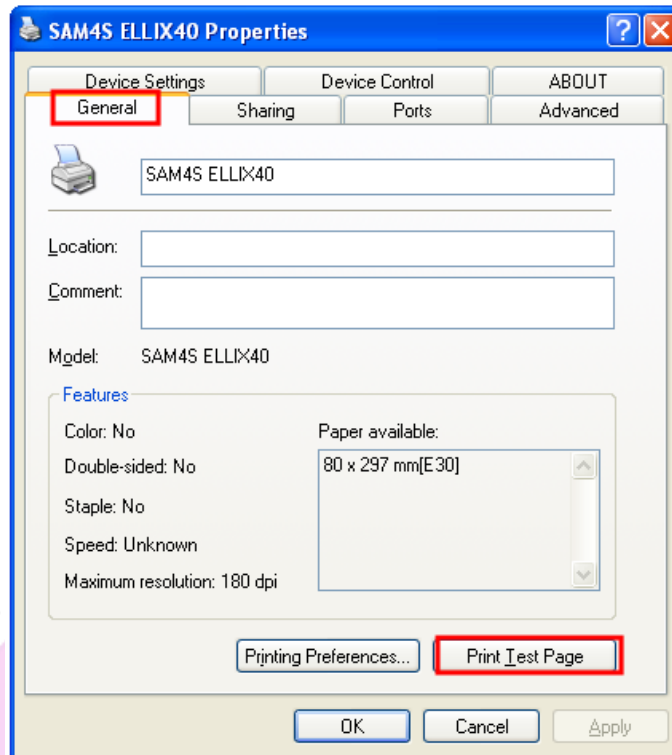 SAM4S ELLIX40 Properties
?
Device Settings Device Control ABOUT
General Sharing Ports Advanced
SAM4S ELLIX40
Location:
Comment:
Model: SAM4S ELLIX40
Features
Color: No
Double-sided: No
Staple: No
Speed: Unknown
Maximum resolution: 180 dpi
Paper available:
80 x 297 mm[E30]
Printing Preferences... Print Test Page
OK Cancel Apply